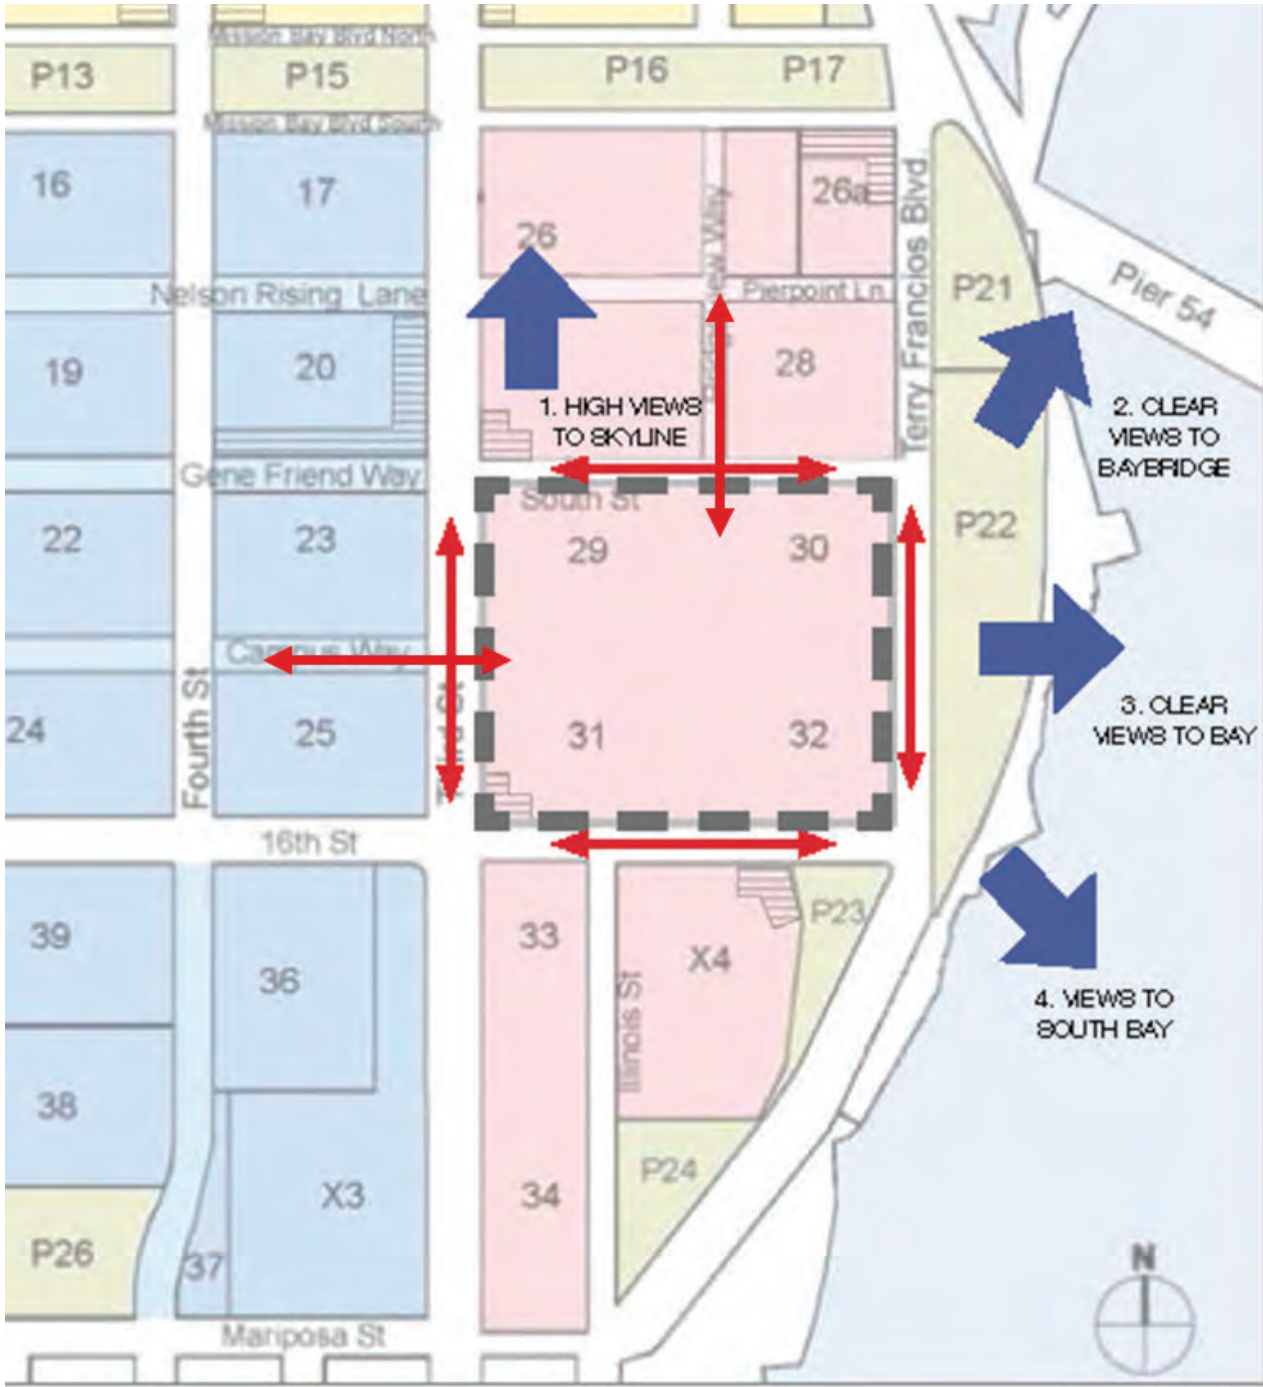 Mission Bay Blvd North
P13
P15
P16
P17
Mission Bay Blvd South
16
17
26
26a
Terry Francios Blvd
P21
Pier 54
Nelson Rising Lane
Pierpoint Ln
19
20
28
1. HIGH VIEWS
TO SKYLINE
2. CLEAR
VIEWS TO
BAYBRIDGE
Gene Friend Way
South St
22
23
29
30
P22
Campus Way
Fourth St
Third St
24
25
31
32
3. CLEAR
VIEWS TO BAY
16th St
39
36
33
X4
P23
Illinois St
4. VIEWS TO
SOUTH BAY
38
X3
34
P24
P26
37
N
Mariposa St